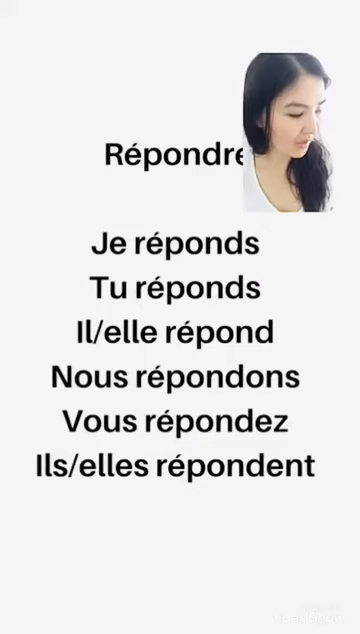 Répondre
Je réponds
Tu réponds
Il/elle répond
Nous répondons
Vous répondez
Ils/elles répondent